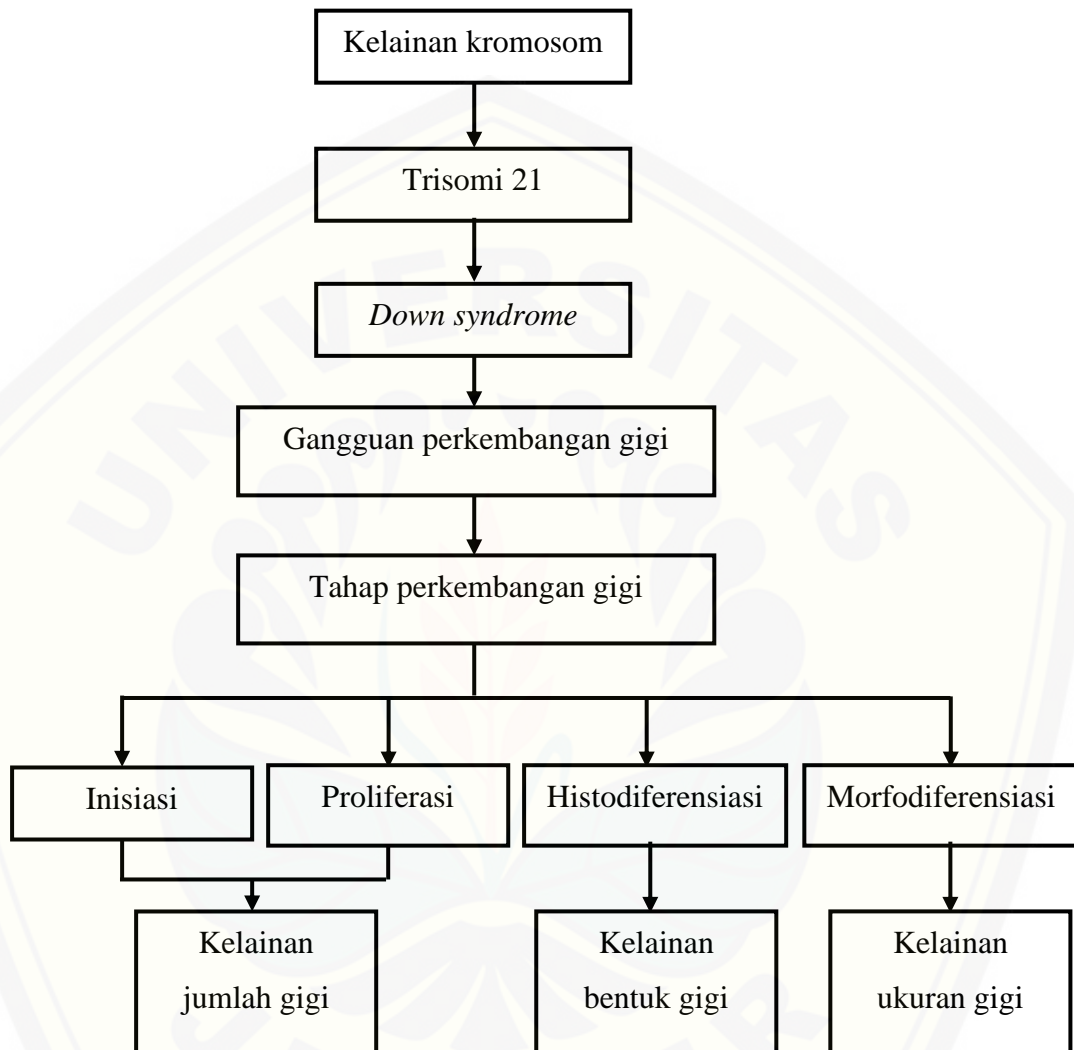 Kelainan kromosom
Trisomi 21
Down syndrome
Gangguan perkembangan gigi
Tahap perkembangan gigi
Inisiasi
Proliferasi
Histodiferensiasi
Morfodiferensiasi
Kelainan
jumlah gigi
Kelainan
bentuk gigi
Kelainan
ukuran gigi
UNIVERSITAS